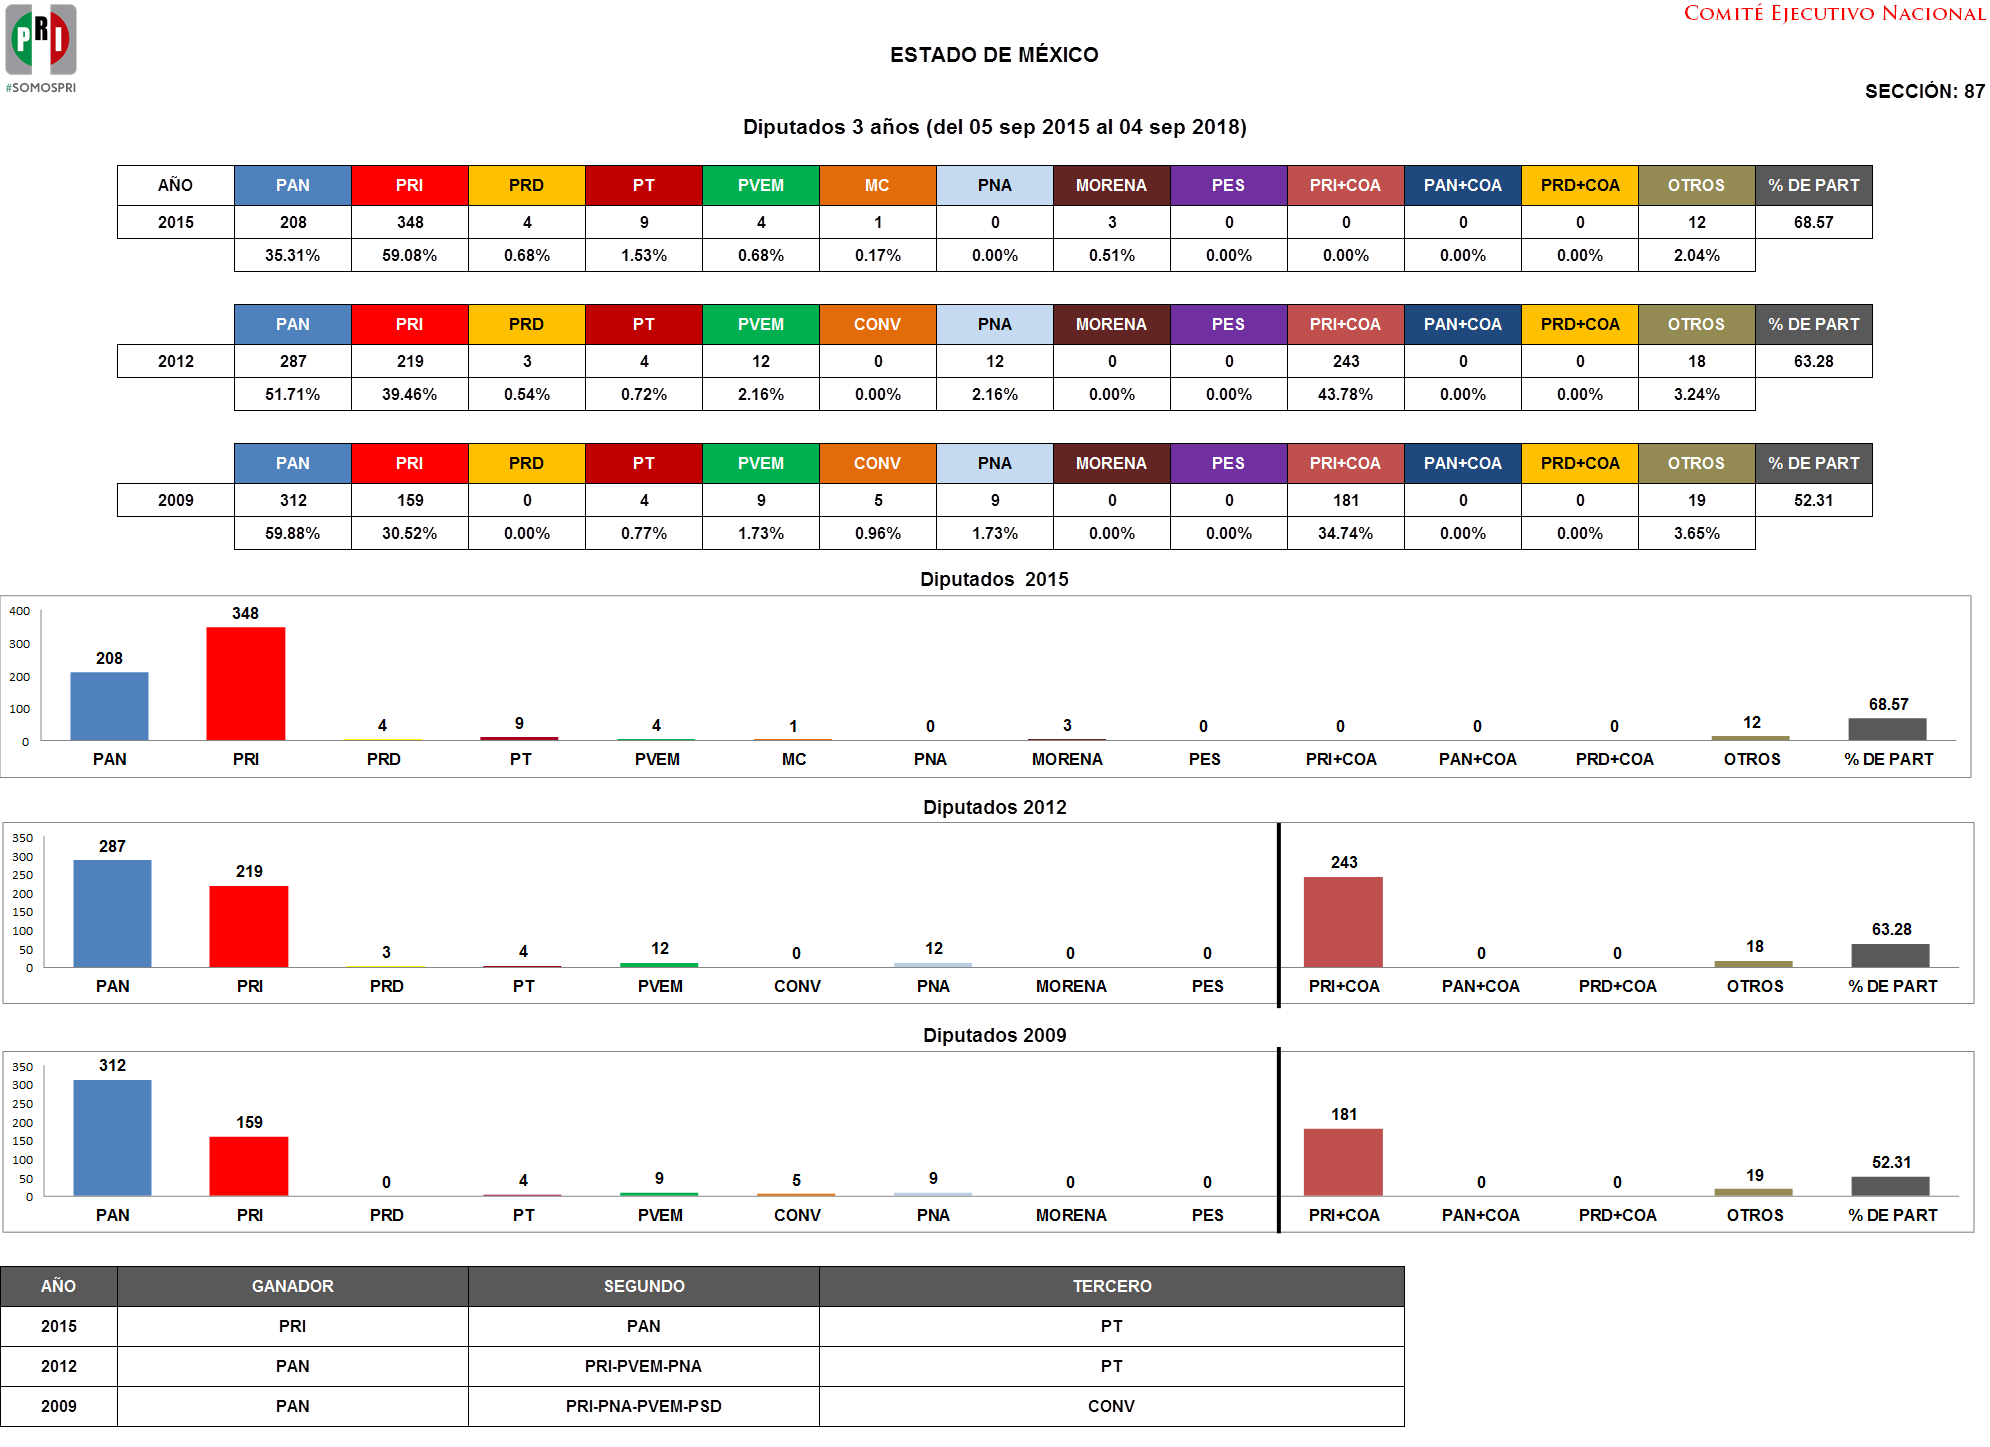 PRI
#SOMOSPRI
COMITÉ EJECUTIVO NACIONAL
ESTADO DE MÉXICO
SECCIÓN: 87
Diputados 3 años (del 05 sep 2015 al 04 sep 2018)
AÑO PAN PRI PRD PT PVEM MC PNA MORENA PES PRI+COA PAN+COA PRD+COA OTROS % DE PART
2015 208 348 4 9 4 1 0 3 0 0 0 0 12 68.57
35.31% 59.08% 0.68% 1.53% 0.68% 0.17% 0.00% 0.51% 0.00% 0.00% 0.00% 0.00% 2.04%
PAN PRI PRD PT PVEM CONV PNA MORENA PES PRI+COA PAN+COA PRD+COA OTROS % DE PART
2012 287 219 3 4 12 0 12 0 0 243 0 0 18 63.28
51.71% 39.46% 0.54% 0.72% 2.16% 0.00% 2.16% 0.00% 0.00% 43.78% 0.00% 0.00% 3.24%
PAN PRI PRD PT PVEM CONV PNA MORENA PES PRI+COA PAN+COA PRD+COA OTROS % DE PART
2009 312 159 0 4 9 5 9 0 0 181 0 0 19 52.31
59.88% 30.52% 0.00% 0.77% 1.73% 0.96% 1.73% 0.00% 0.00% 34.74% 0.00% 0.00% 3.65%
Diputados 2015
400
300
200
100
0
208 348 4 9 4 1 0 3 0 0 0 0 12 68.57
PAN PRI PRD PT PVEM MC PNA MORENA PES PRI+COA PAN+COA PRD+COA OTROS % DE PART
Diputados 2012
350
300
250
200
150
100
50
0
287 219 3 4 12 0 12 0 0 243 0 0 18 63.28
PAN PRI PRD PT PVEM CONV PNA MORENA PES PRI+COA PAN+COA PRD+COA OTROS % DE PART
Diputados 2009
350
300
250
200
150
100
50
0
312 159 0 4 9 5 9 0 0 181 0 0 19 52.31
PAN PRI PRD PT PVEM CONV PNA MORENA PES PRI+COA PAN+COA PRD+COA OTROS % DE PART
AÑO GANADOR SEGUNDO TERCERO
2015 PRI PAN PT
2012 PAN PRI-PVEM-PNA PT
2009 PAN PRI-PNA-PVEM-PSD CONV